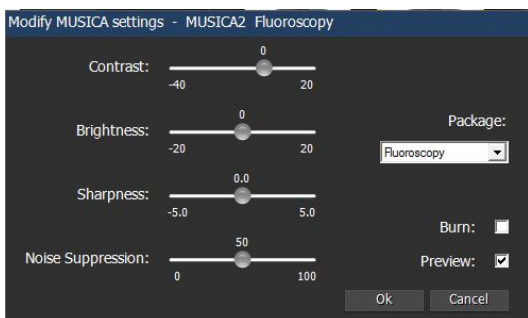 Modify MUSICA settings - MUSICA2 Fluoroscopy
Contrast:
0
-40 20
Brightness:
0
-20 20
Package:
Fluoroscopy
Sharpness:
0.0
-5.0 5.0
Burn:
Noise Suppression:
50
0 100
Preview:
Ok Cancel